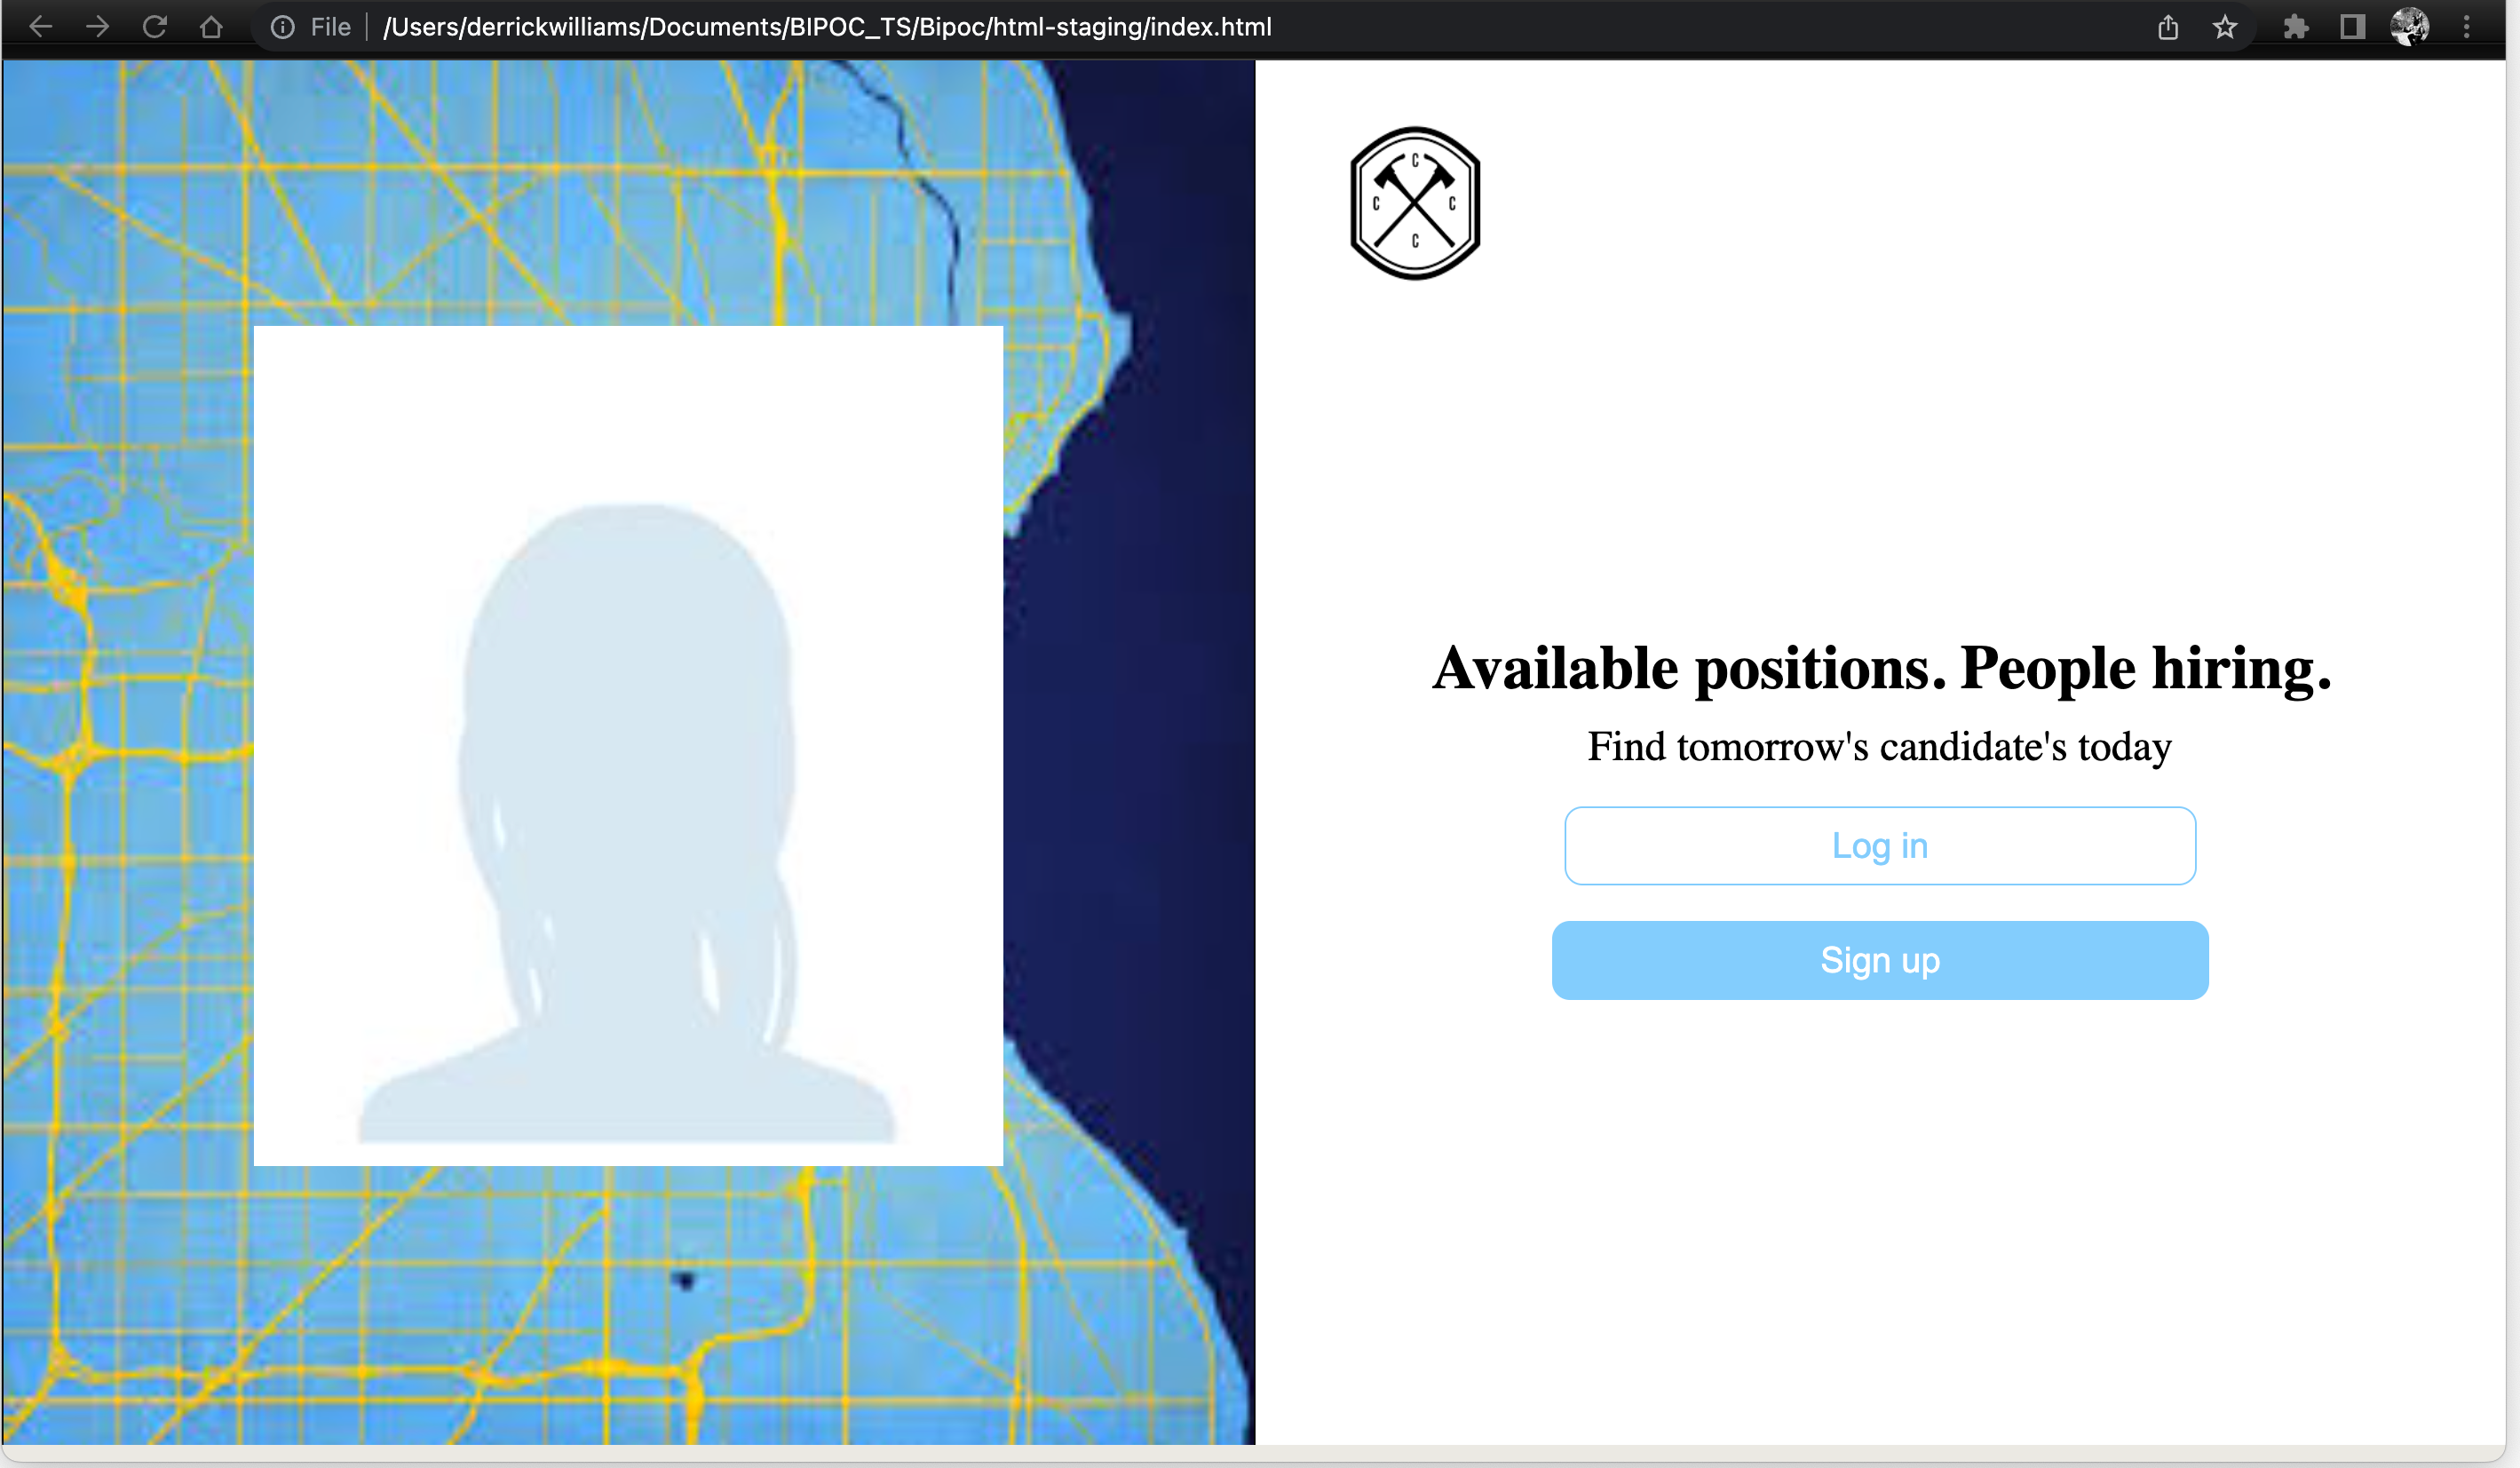 File /Users/derrickwilliams/Documents/BIPOC_TS/Bipoc/html-staging/index.html
C
C C
C
Available positions. People hiring.
Find tomorrow's candidate's today
Log in
Sign up